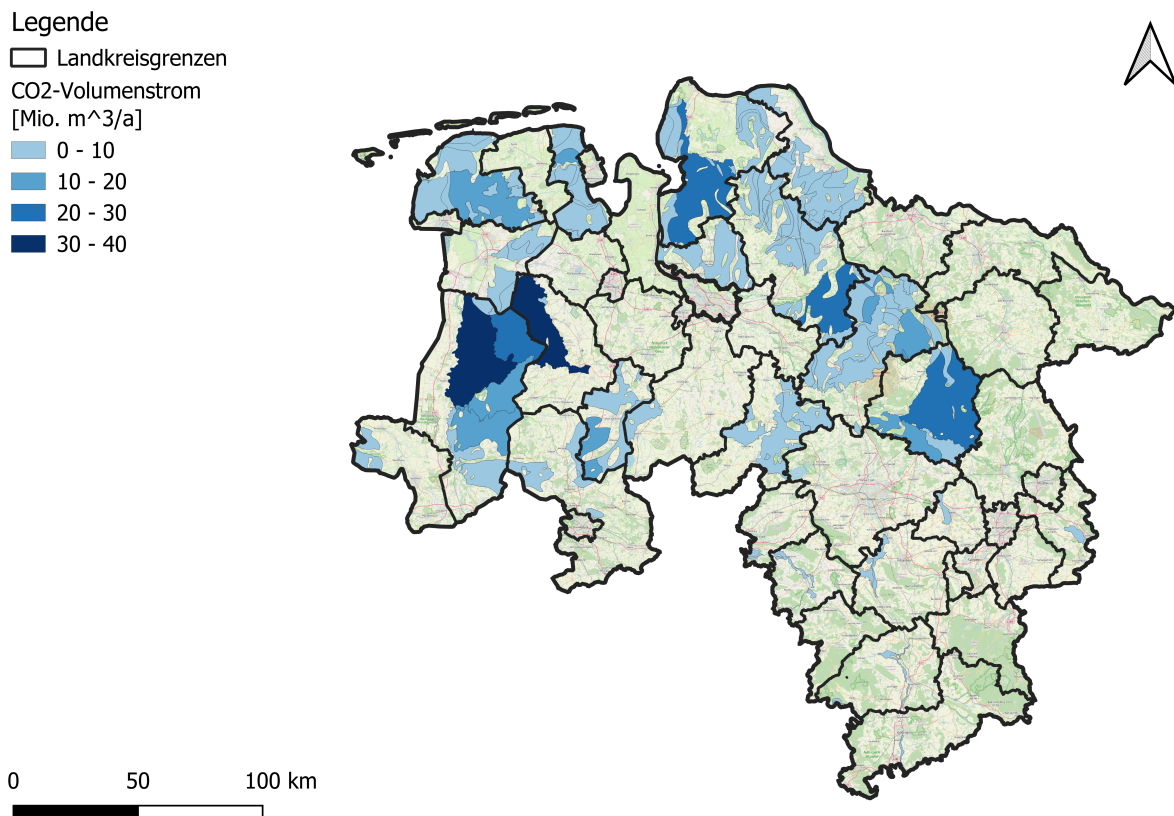 Legende
Landkreisgrenzen
CO2-Volumenstrom
[Mio. m^3/a]
0 - 10
10 - 20
20 - 30
30 - 40
0 50 100 km